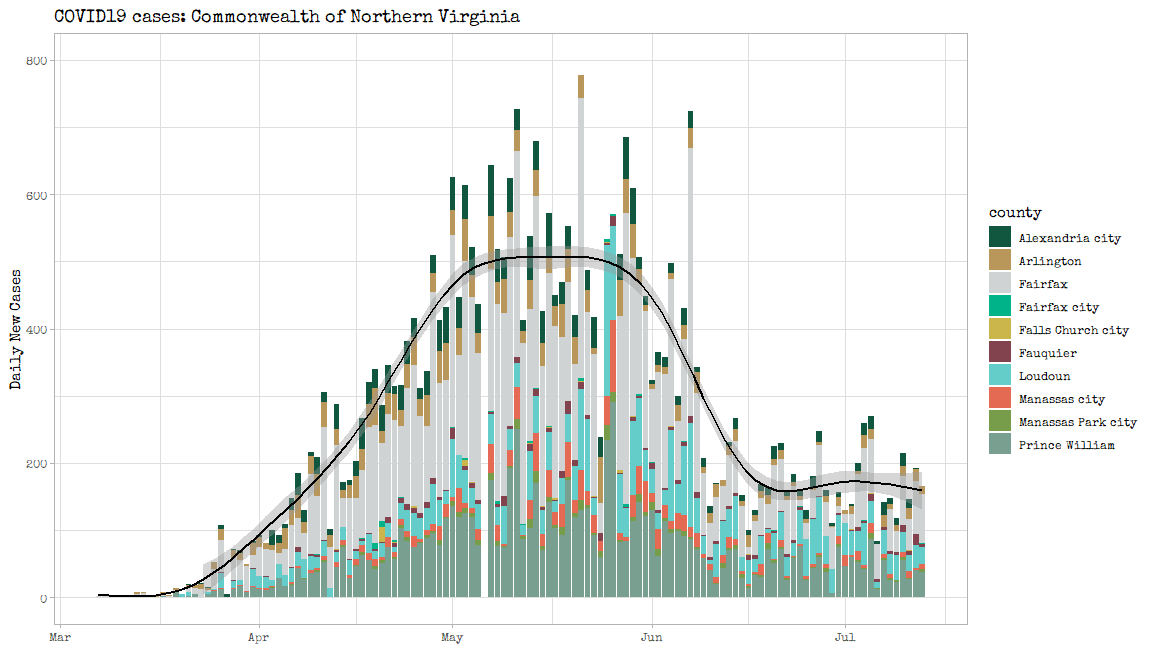 COVID19 cases: Commonwealth of Northern Virginia
Daily New Cases
800
600
400
200
0
Mar
Apr
May
Jun
Jul
county
Alexandria city
Arlington
Fairfax
Fairfax city
Falls Church city
Fauquier
Loudoun
Manassas city
Manassas Park city
Prince William